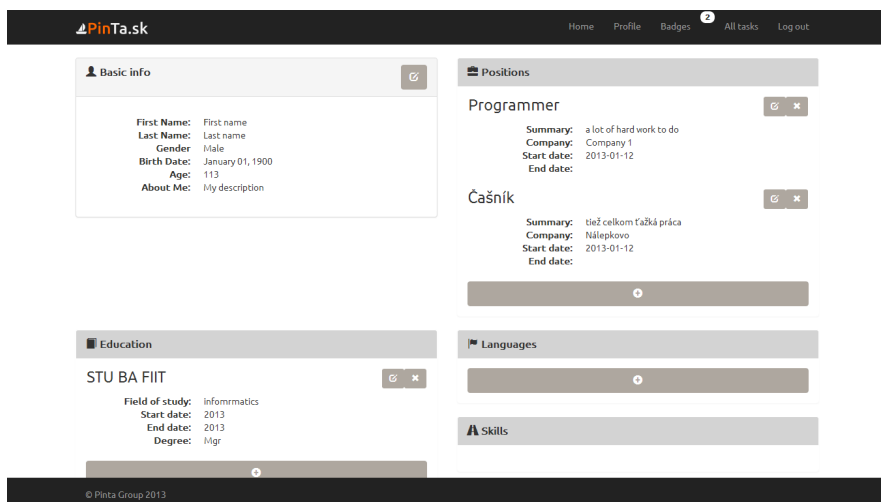 PinTa.sk
Home Profile Badges 2 All tasks Log out
Basic info
First Name: First name
Last Name: Last name
Gender Male
Birth Date: January 01, 1900
Age: 113
About Me: My description
Positions
Programmer
Summary: a lot of hard work to do
Company: Company 1
Start date: 2013-01-12
End date:
Čašník
Summary: tiež celkom ťažká práca
Company: Nálepkovo
Start date: 2013-01-12
End date:
Education
STU BA FIIT
Field of study: infomrmatics
Start date: 2013
End date: 2013
Degree: Mgr
Languages
Skills
© Pinta Group 2013